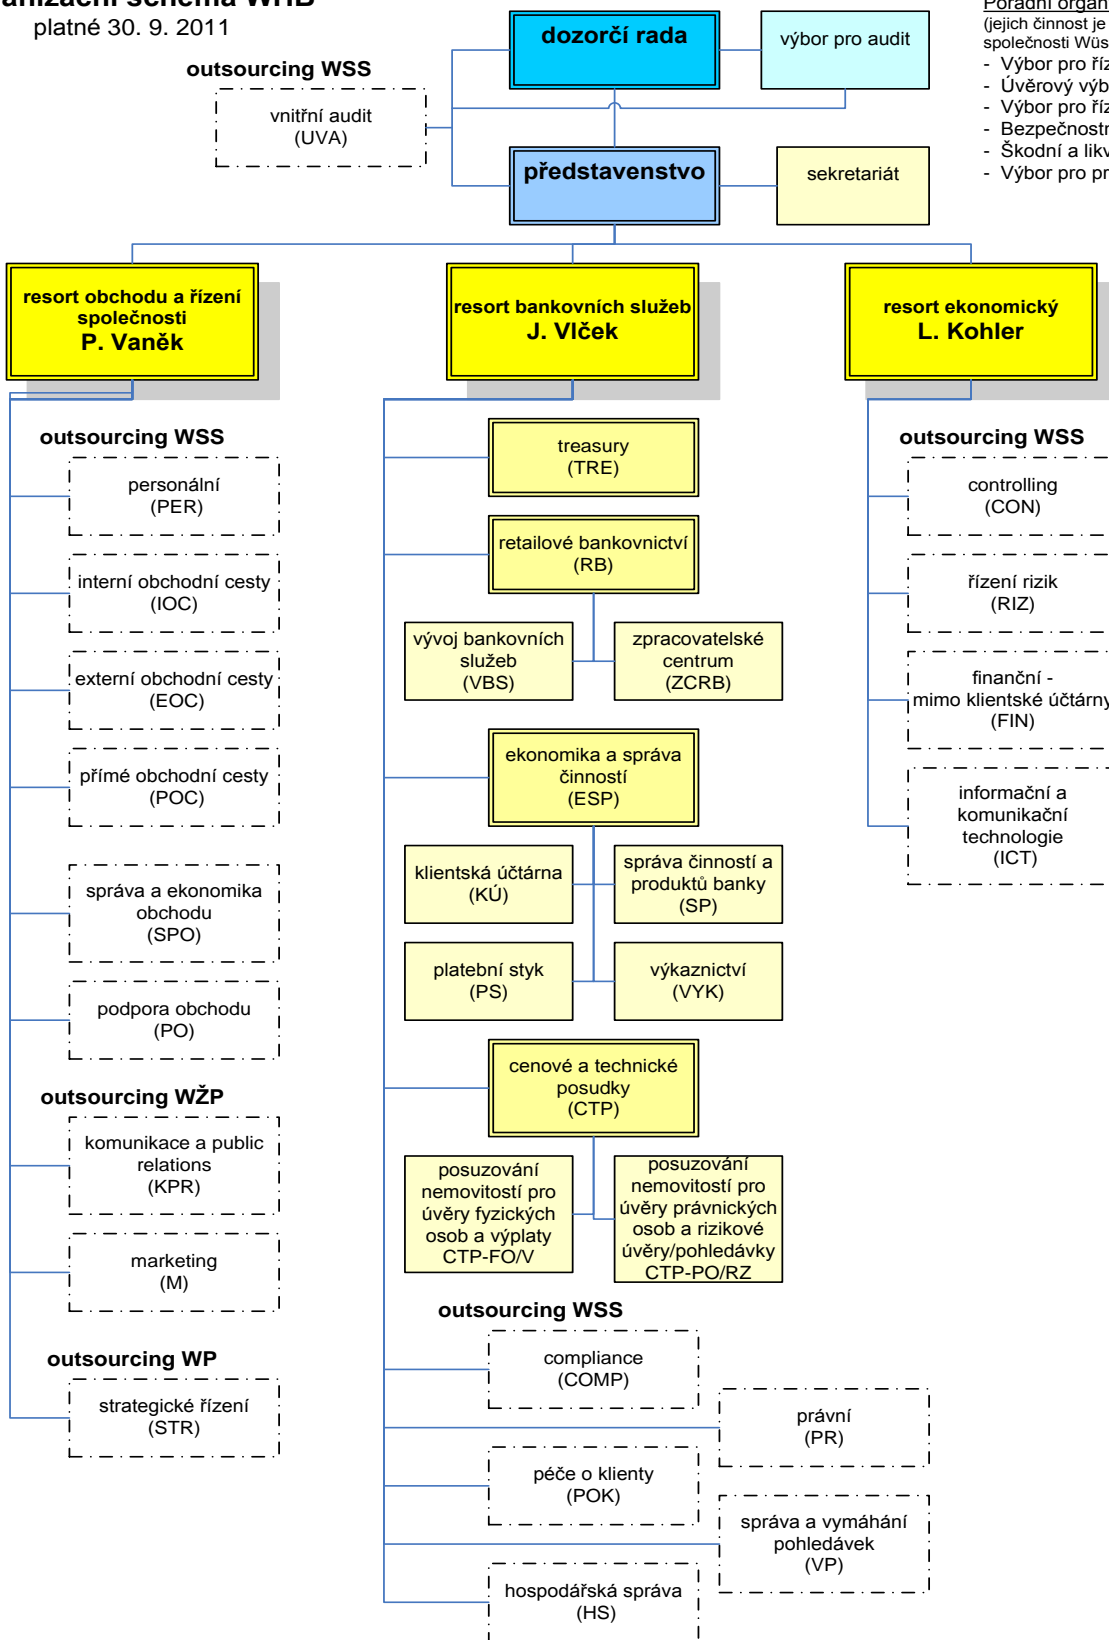 schéma WHB
platné 30. 9. 2011
Poradní
(jejich činnost je
společnosti
- Výbor pro
- Úvěrový
- Výbor pro
-
- Škodní a
- Výbor pro
dozorčí rada
výbor pro audit
outsourcing WSS
vnitřní audit
(UVA)
představenstvo
sekretariát
resort obchodu a řízení
společnosti
P. Vaněk
resort bankovních služeb
J. Vlček
resort ekonomický
L. Kohler
outsourcing WSS
personální
(PER)
interní obchodní cesty
(IOC)
externí obchodní cesty
(EOC)
přímé obchodní cesty
(POC)
správa a ekonomika
obchodu
(SPO)
podpora obchodu
(PO)
outsourcing WŽP
komunikace a public
relations
(KPR)
marketing
(M)
outsourcing WP
strategické řízení
(STR)
treasury
(TRE)
retailové bankovnictví
(RB)
vývoj bankovních
služeb
(VBS)
zpracovatelské
centrum
(ZCRB)
ekonomika a správa
činností
(ESP)
klientská účtárna
(KÚ)
správa činností a
produktů banky
(SP)
platební styk
(PS)
výkaznictví
(VYK)
cenové a technické
posudky
(CTP)
posuzování
nemovitostí pro
úvěry fyzických
osob a výplaty
CTP-FO/V
posuzování
nemovitostí pro
úvěry právnických
osob a rizikové
úvěry/pohledávky
CTP-PO/RZ
outsourcing WSS
compliance
(COMP)
právní
(PR)
péče o klienty
(POK)
správa a vymáhání
pohledávek
(VP)
hospodářská správa
(HS)
outsourcing WSS
controlling
(CON)
řízení rizik
(RIZ)
finanční -
mimo klientské účtárny
(FIN)
informační a
komunikační
technologie
(ICT)